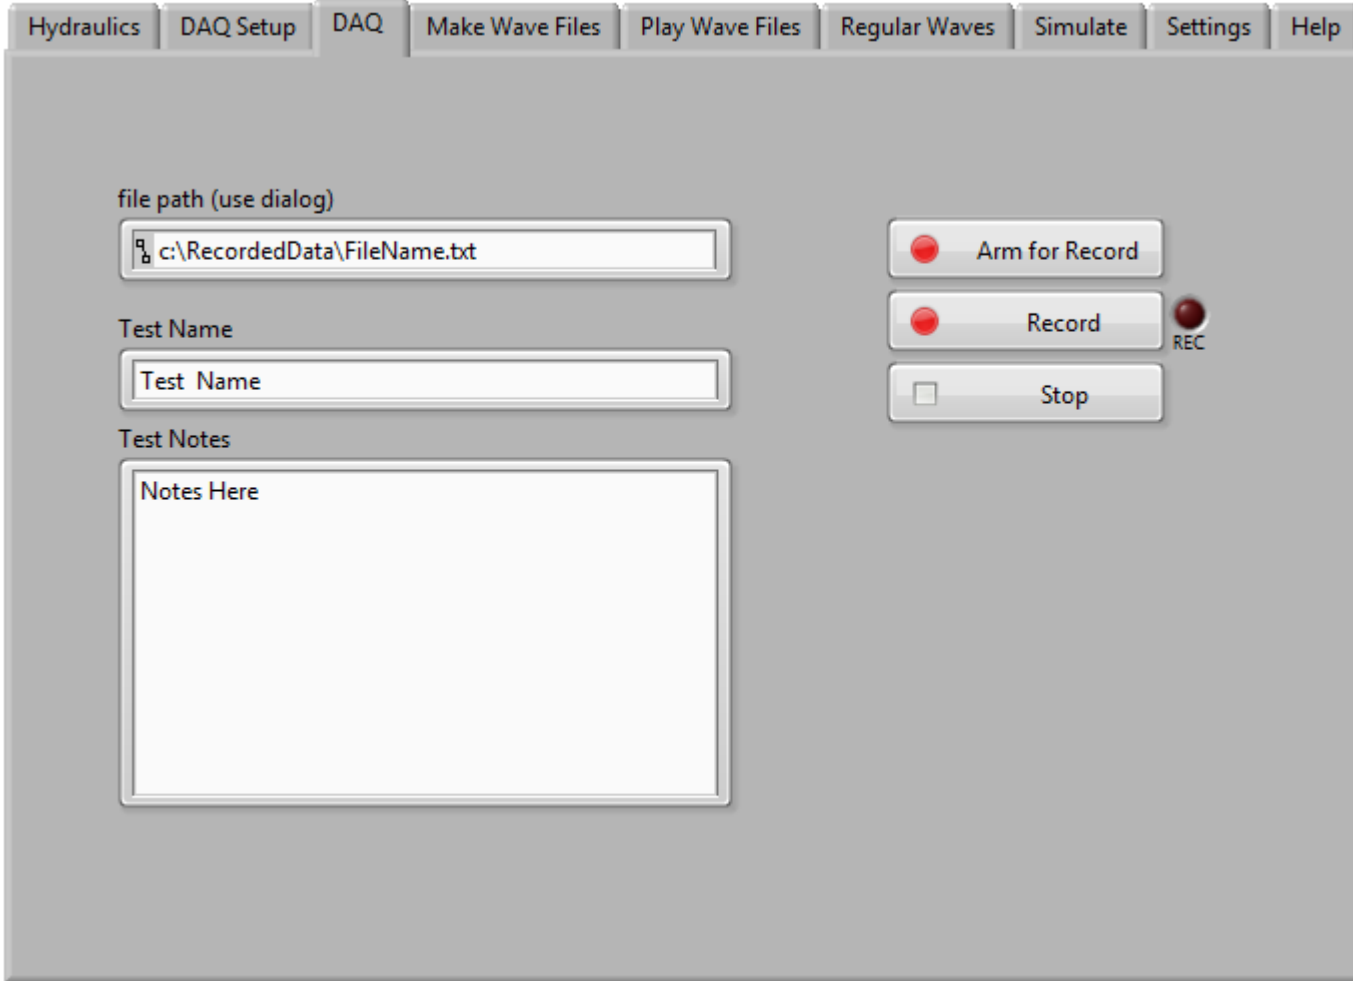 Hydraulics DAQ Setup DAQ Make Wave Files Play Wave Files Regular Waves Simulate Settings Help
file path (use dialog)
c:\RecordedData\FileName.txt
Test Name
Test  Name
Test Notes
Notes Here
Arm for Record
Record
REC
Stop